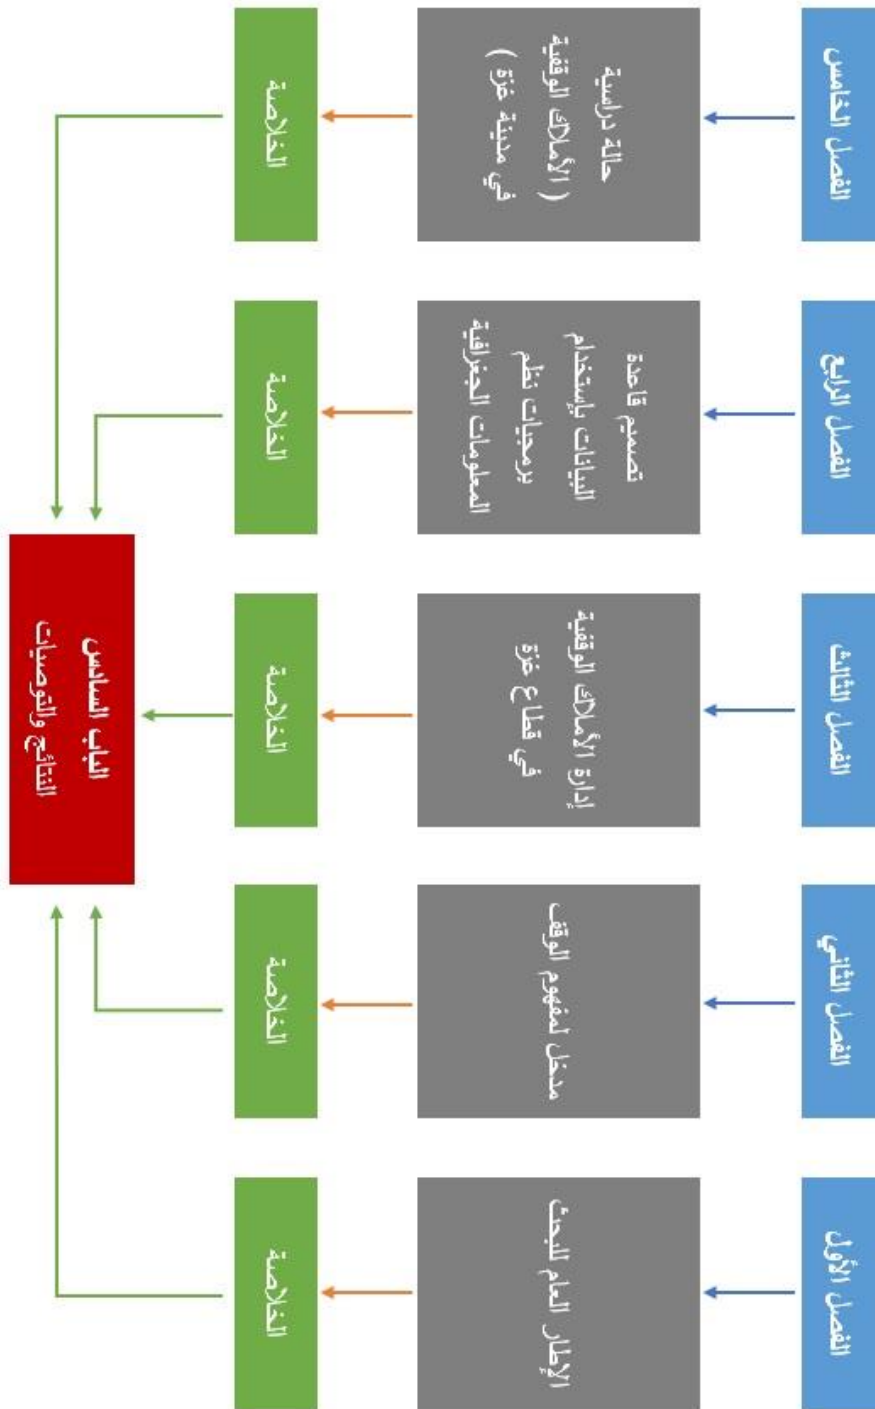 الفصل الأول
الفصل الثاني
الفصل الثالث
الفصل الرابع
الفصل الخامس
الإطار العام للبحث
مدخل لمفهوم الوقف
إدارة الأملاك الوقفية
في قطاع غزة
تصميم قاعدة
البيانات بإستخدام
برمجيات نظم
المعلومات الجغرافية
حالة دراسية
( الأملاك الوقفية
في مدينة غزة )
الخلاصة
الخلاصة
الخلاصة
الخلاصة
الخلاصة
الباب السادس
النتائج والتوصيات